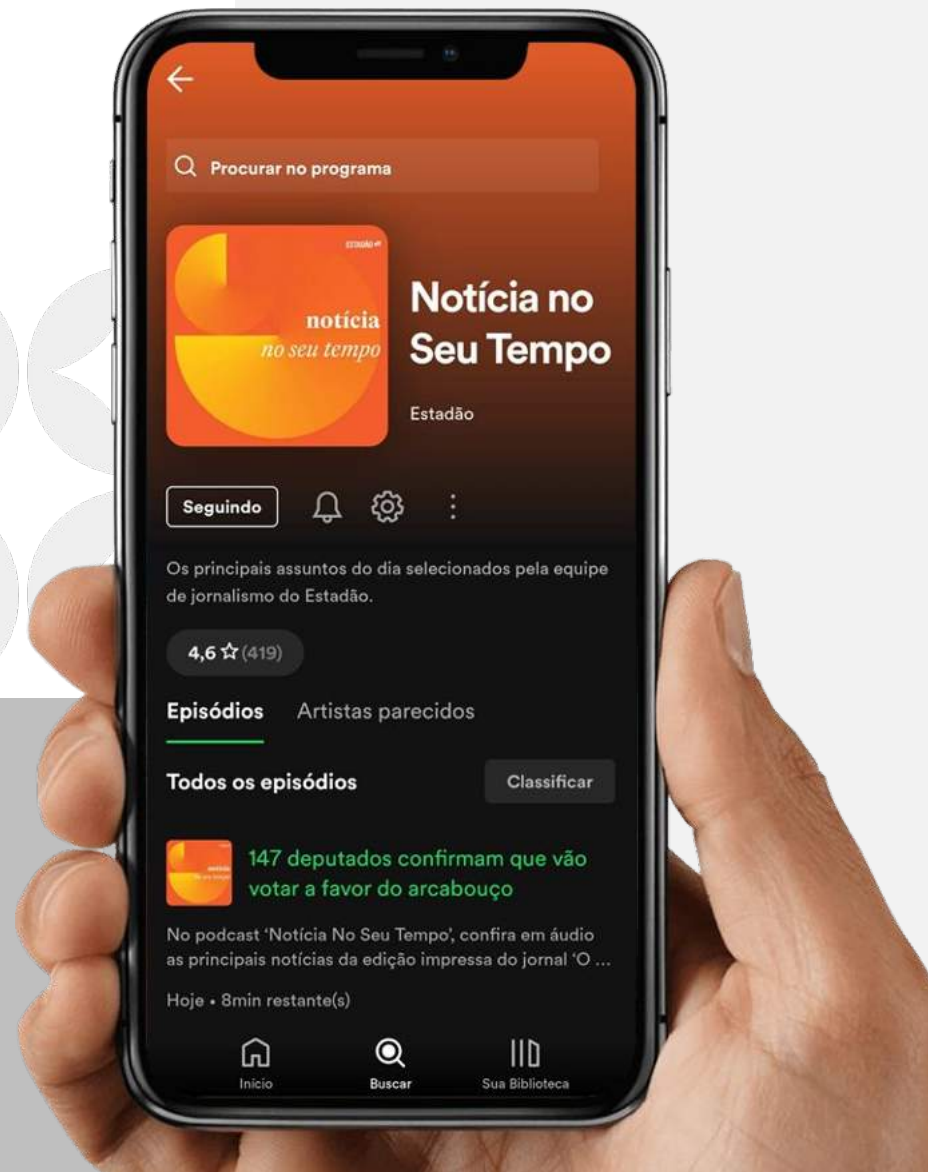 Procurar no programa
ESTADÃO
notícia
no seu tempo
Notícia no
Seu Tempo
Estadão
Seguindo
Os principais assuntos do dia selecionados pela equipe
de jornalismo do Estadão.
4,6 (419)
Episódios Artistas parecidos
Todos os episódios Classificar
147 deputados confirmam que vão
votar a favor do arcabouço
No podcast ‘Notícia No Seu Tempo’, confira em áudio
as principais notícias da edição impressa do jornal ‘O ...
Hoje • 8min restante(s)
Início Buscar Sua Biblioteca